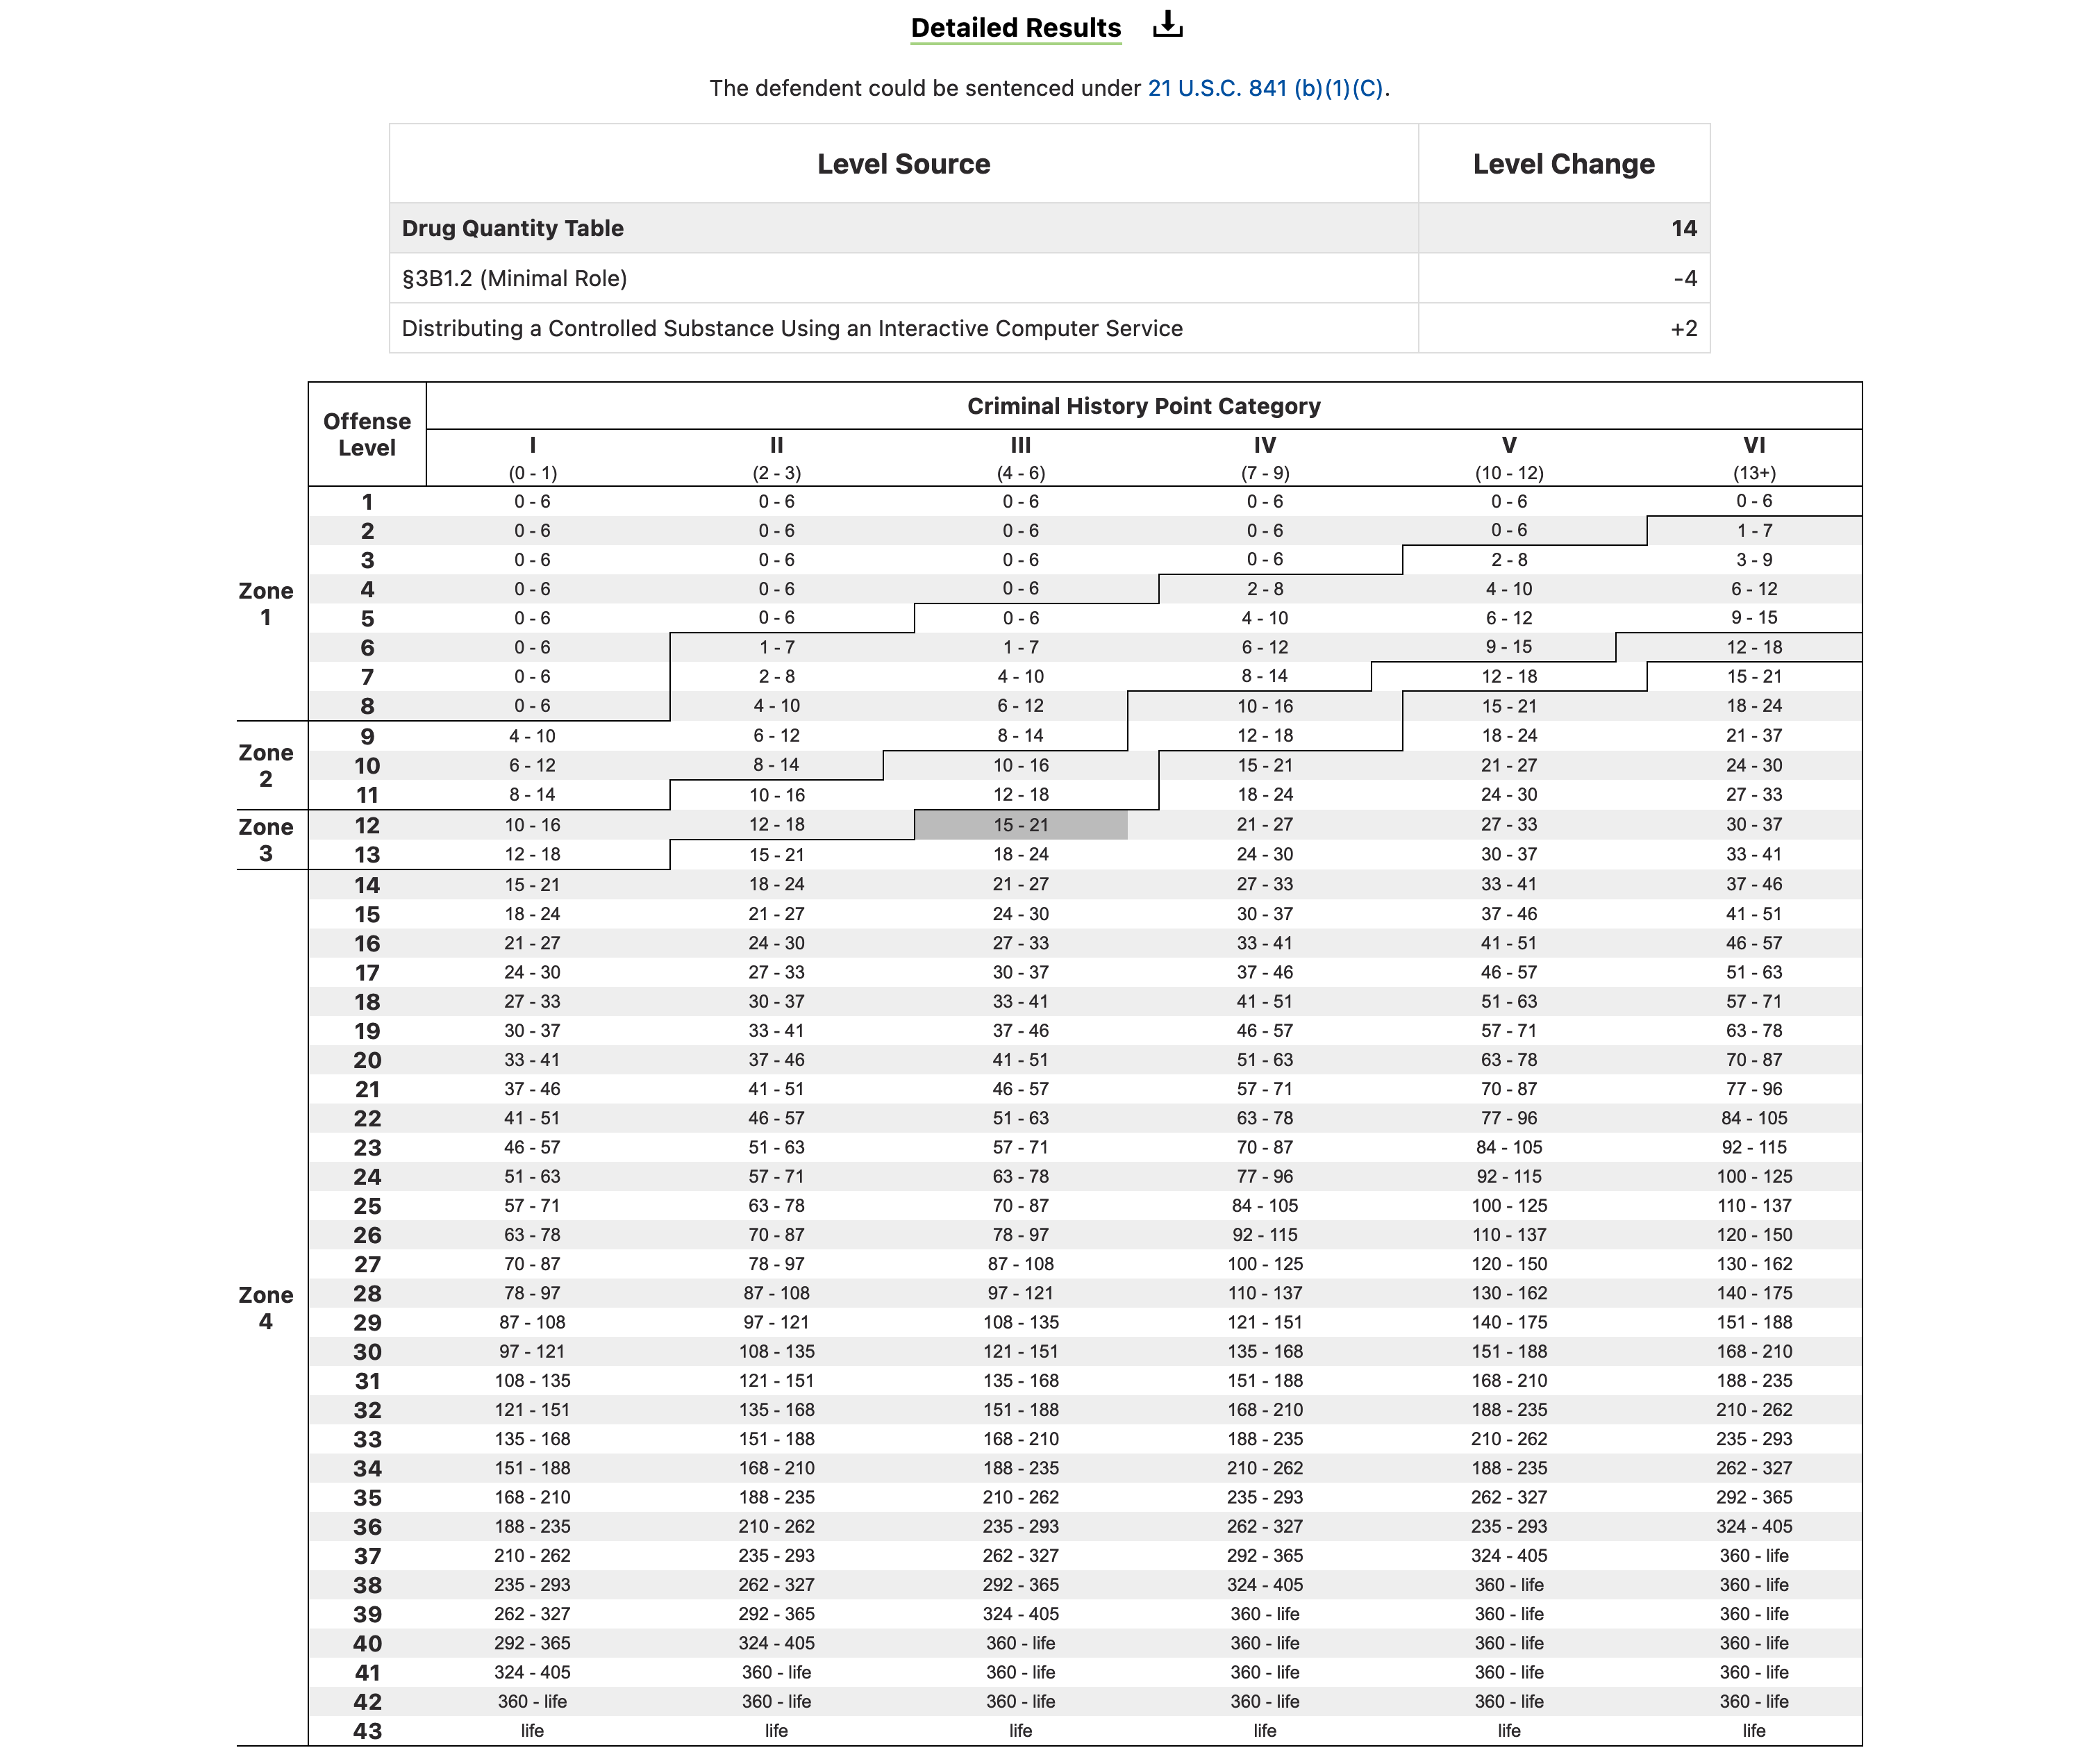 Detailed Results
The defendent could be sentenced under 21 U.S.C. 841 (b)(1)(C).
Level Source Level Change
Drug Quantity Table 14
§3B1.2 (Minimal Role) -4
Distributing a Controlled Substance Using an Interactive Computer Service +2
Offense Level Criminal History Point Category
I II III IV V VI
(0 - 1) (2 - 3) (4 - 6) (7 - 9) (10 - 12) (13+)
Zone 1
1 0 - 6 0 - 6 0 - 6 0 - 6 0 - 6 0 - 6
2 0 - 6 0 - 6 0 - 6 0 - 6 0 - 6 1 - 7
3 0 - 6 0 - 6 0 - 6 0 - 6 2 - 8 3 - 9
4 0 - 6 0 - 6 0 - 6 2 - 8 4 - 10 6 - 12
5 0 - 6 0 - 6 0 - 6 4 - 10 6 - 12 9 - 15
6 0 - 6 1 - 7 1 - 7 6 - 12 9 - 15 12 - 18
7 0 - 6 2 - 8 4 - 10 8 - 14 12 - 18 15 - 21
8 0 - 6 4 - 10 6 - 12 10 - 16 15 - 21 18 - 24
Zone 2
9 4 - 10 6 - 12 8 - 14 12 - 18 18 - 24 21 - 37
10 6 - 12 8 - 14 10 - 16 15 - 21 21 - 27 24 - 30
11 8 - 14 10 - 16 12 - 18 18 - 24 24 - 30 27 - 33
Zone 3
12 10 - 16 12 - 18 15 - 21 21 - 27 27 - 33 30 - 37
13 12 - 18 15 - 21 18 - 24 24 - 30 30 - 37 33 - 41
Zone 4
14 15 - 21 18 - 24 21 - 27 27 - 33 33 - 41 37 - 46
15 18 - 24 21 - 27 24 - 30 30 - 37 37 - 46 41 - 51
16 21 - 27 24 - 30 27 - 33 33 - 41 41 - 51 46 - 57
17 24 - 30 27 - 33 30 - 37 37 - 46 46 - 57 51 - 63
18 27 - 33 30 - 37 33 - 41 41 - 51 51 - 63 57 - 71
19 30 - 37 33 - 41 37 - 46 46 - 57 57 - 71 63 - 78
20 33 - 41 37 - 46 41 - 51 51 - 63 63 - 78 70 - 87
21 37 - 46 41 - 51 46 - 57 57 - 71 70 - 87 77 - 96
22 41 - 51 46 - 57 51 - 63 63 - 78 77 - 96 84 - 105
23 46 - 57 51 - 63 57 - 71 70 - 87 84 - 105 92 - 115
24 51 - 63 57 - 71 63 - 78 77 - 96 92 - 115 100 - 125
25 57 - 71 63 - 78 70 - 87 84 - 105 100 - 125 110 - 137
26 63 - 78 70 - 87 78 - 97 92 - 115 110 - 137 120 - 150
27 70 - 87 78 - 97 87 - 108 100 - 125 120 - 150 130 - 162
28 78 - 97 87 - 108 97 - 121 110 - 137 130 - 162 140 - 175
29 87 - 108 97 - 121 108 - 135 121 - 151 140 - 175 151 - 188
30 97 - 121 108 - 135 121 - 151 135 - 168 151 - 188 168 - 210
31 108 - 135 121 - 151 135 - 168 151 - 188 168 - 210 188 - 235
32 121 - 151 135 - 168 151 - 188 168 - 210 188 - 235 210 - 262
33 135 - 168 151 - 188 168 - 210 188 - 235 210 - 262 235 - 293
34 151 - 188 168 - 210 188 - 235 210 - 262 188 - 235 262 - 327
35 168 - 210 188 - 235 210 - 262 235 - 293 262 - 327 292 - 365
36 188 - 235 210 - 262 235 - 293 262 - 327 235 - 293 324 - 405
37 210 - 262 235 - 293 262 - 327 292 - 365 324 - 405 360 - life
38 235 - 293 262 - 327 292 - 365 324 - 405 360 - life 360 - life
39 262 - 327 292 - 365 324 - 405 360 - life 360 - life 360 - life
40 292 - 365 324 - 405 360 - life 360 - life 360 - life 360 - life
41 324 - 405 360 - life 360 - life 360 - life 360 - life 360 - life
42 360 - life 360 - life 360 - life 360 - life 360 - life 360 - life
43 life life life life life life